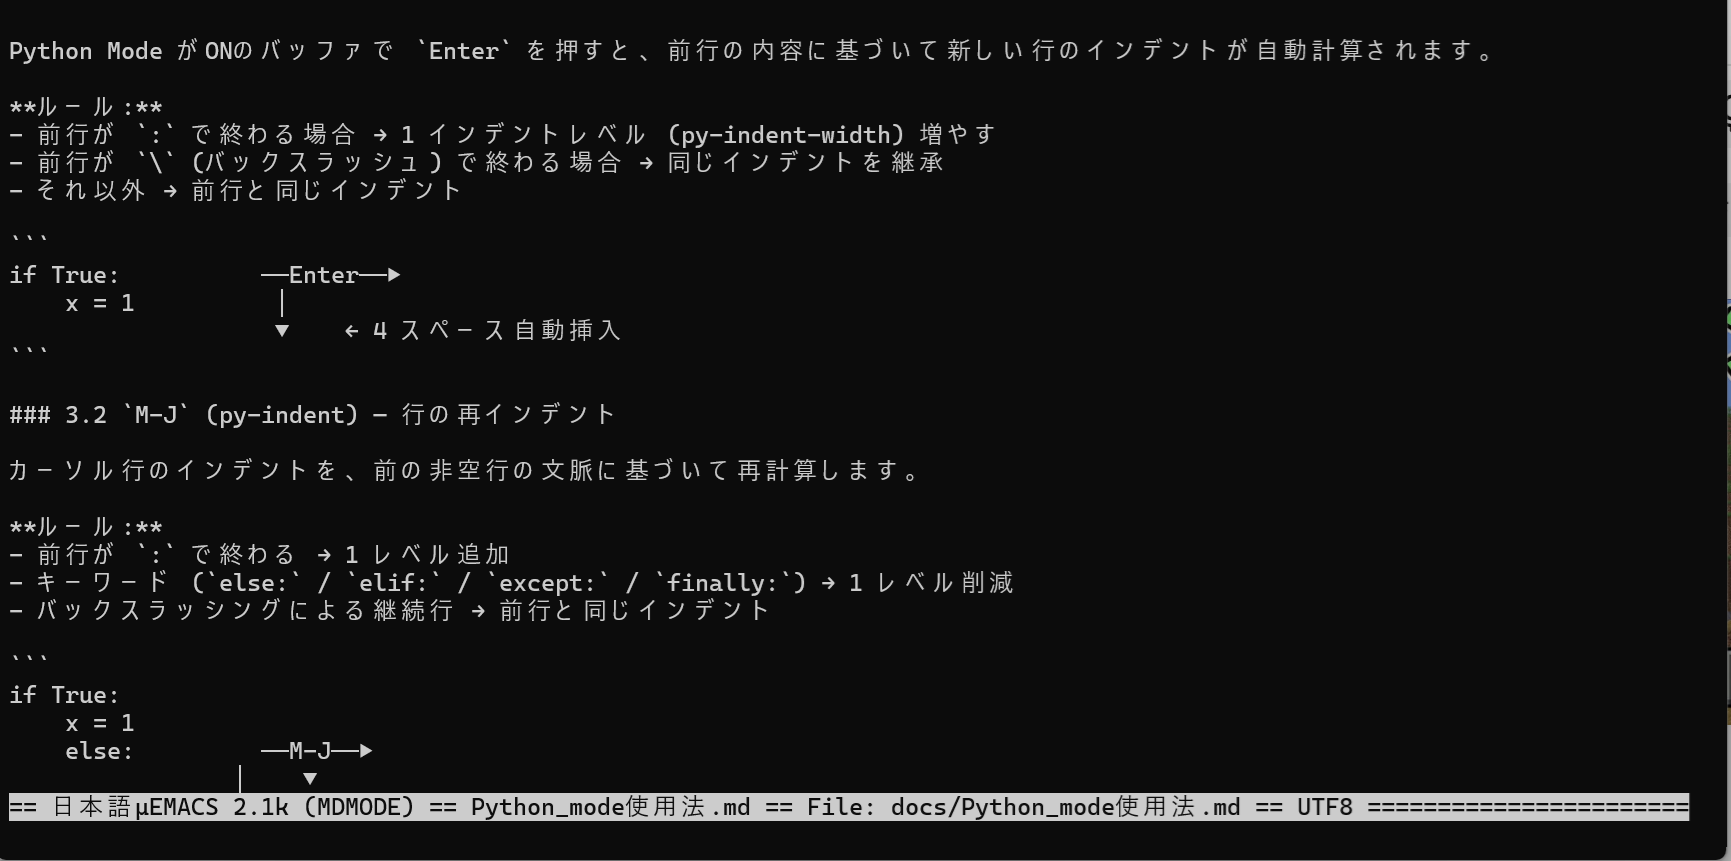 Python Mode がONのバッファで `Enter` を押すと、前行の内容に基づいて新しい行のインデントが自動計算されます。
**ルール:**
- 前行が `:` で終わる場合 → 1 インデントレベル (py-indent-width) 増やす
- 前行が `\` (バックスラッシュ) で終わる場合 → 同じインデントを継承
- それ以外 → 前行と同じインデント
```
if True:          ──Enter──▶
    x = 1          │
                   ▼    ← 4 スペース自動挿入
```
### 3.2 `M-J` (py-indent) — 行の再インデント
カーソル行のインデントを、前の非空行の文脈に基づいて再計算します。
**ルール:**
- 前行が `:` で終わる → 1 レベル追加
- キーワード (`else:` / `elif:` / `except:` / `finally:`) → 1 レベル削減
- バックスラッシングによる継続行 → 前行と同じインデント
```
if True:
    x = 1
    else:         ──M-J──▶
                │    ▼
== 日本語μEMACS 2.1k (MDMODE) == Python_mode使用法.md == File: docs/Python_mode使用法.md == UTF8 =======================